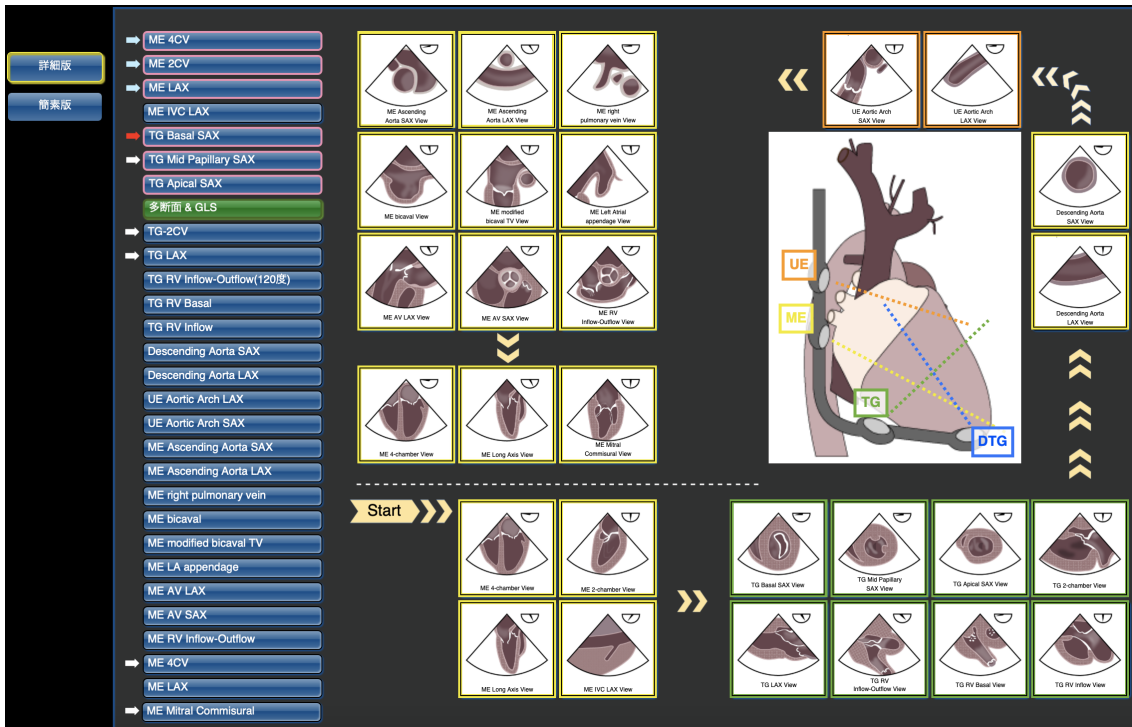 詳細版
簡素版
ME 4CV
ME 2CV
ME LAX
ME IVC LAX
TG Basal SAX
TG Mid Papillary SAX
TG Apical SAX
多断面 & GLS
TG-2CV
TG LAX
TG RV Inflow-Outflow(120度)
TG RV Basal
TG RV Inflow
Descending Aorta SAX
Descending Aorta LAX
UE Aortic Arch LAX
UE Aortic Arch SAX
ME Ascending Aorta SAX
ME Ascending Aorta LAX
ME right pulmonary vein
ME bicaval
ME modified bicaval TV
ME LA appendage
ME AV LAX
ME AV SAX
ME RV Inflow-Outflow
ME 4CV
ME LAX
ME Mitral Commisural
ME Ascending
Aorta SAX View
ME Ascending
Aorta LAX View
ME right
pulmonary vein View
ME bicaval View
ME modified
bicaval TV View
ME Left Atrial
appendage View
ME AV LAX View
ME AV SAX View
ME RV
Inflow-Outflow View
ME 4-chamber View
ME Long Axis View
ME Mitral
Commisural View
Start
ME 4-chamber View
ME 2-chamber View
ME Long Axis View
ME IVC LAX View
UE Aortic Arch
SAX View
UE Aortic Arch
LAX View
Descending Aorta
SAX View
Descending Aorta
LAX View
UE
ME
TG
DTG
TG Basal SAX View
TG Mid Papillary
SAX View
TG Apical SAX View
TG 2-chamber View
TG LAX View
TG RV
Inflow-Outflow View
TG RV Basal View
TG RV Inflow View